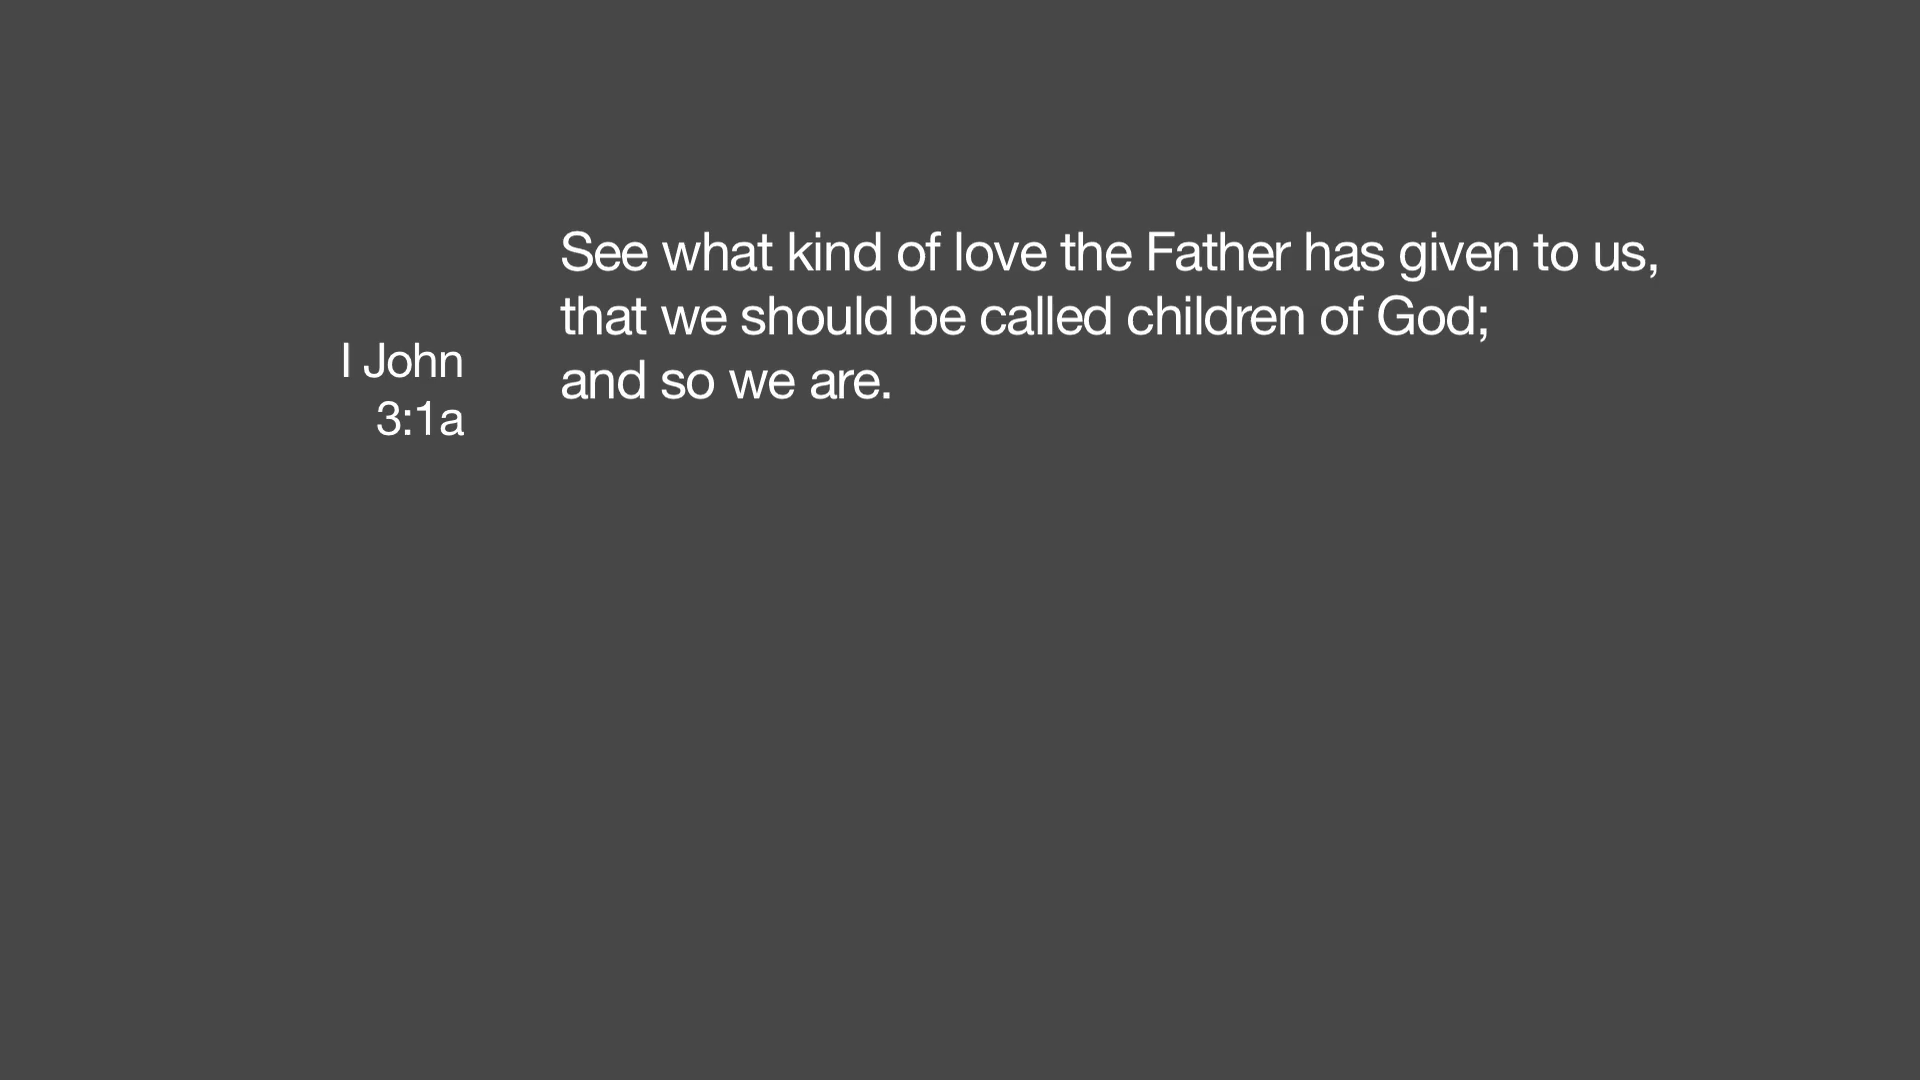 I John
3:1a
See what kind of love the Father has given to us,
that we should be called children of God;
and so we are.